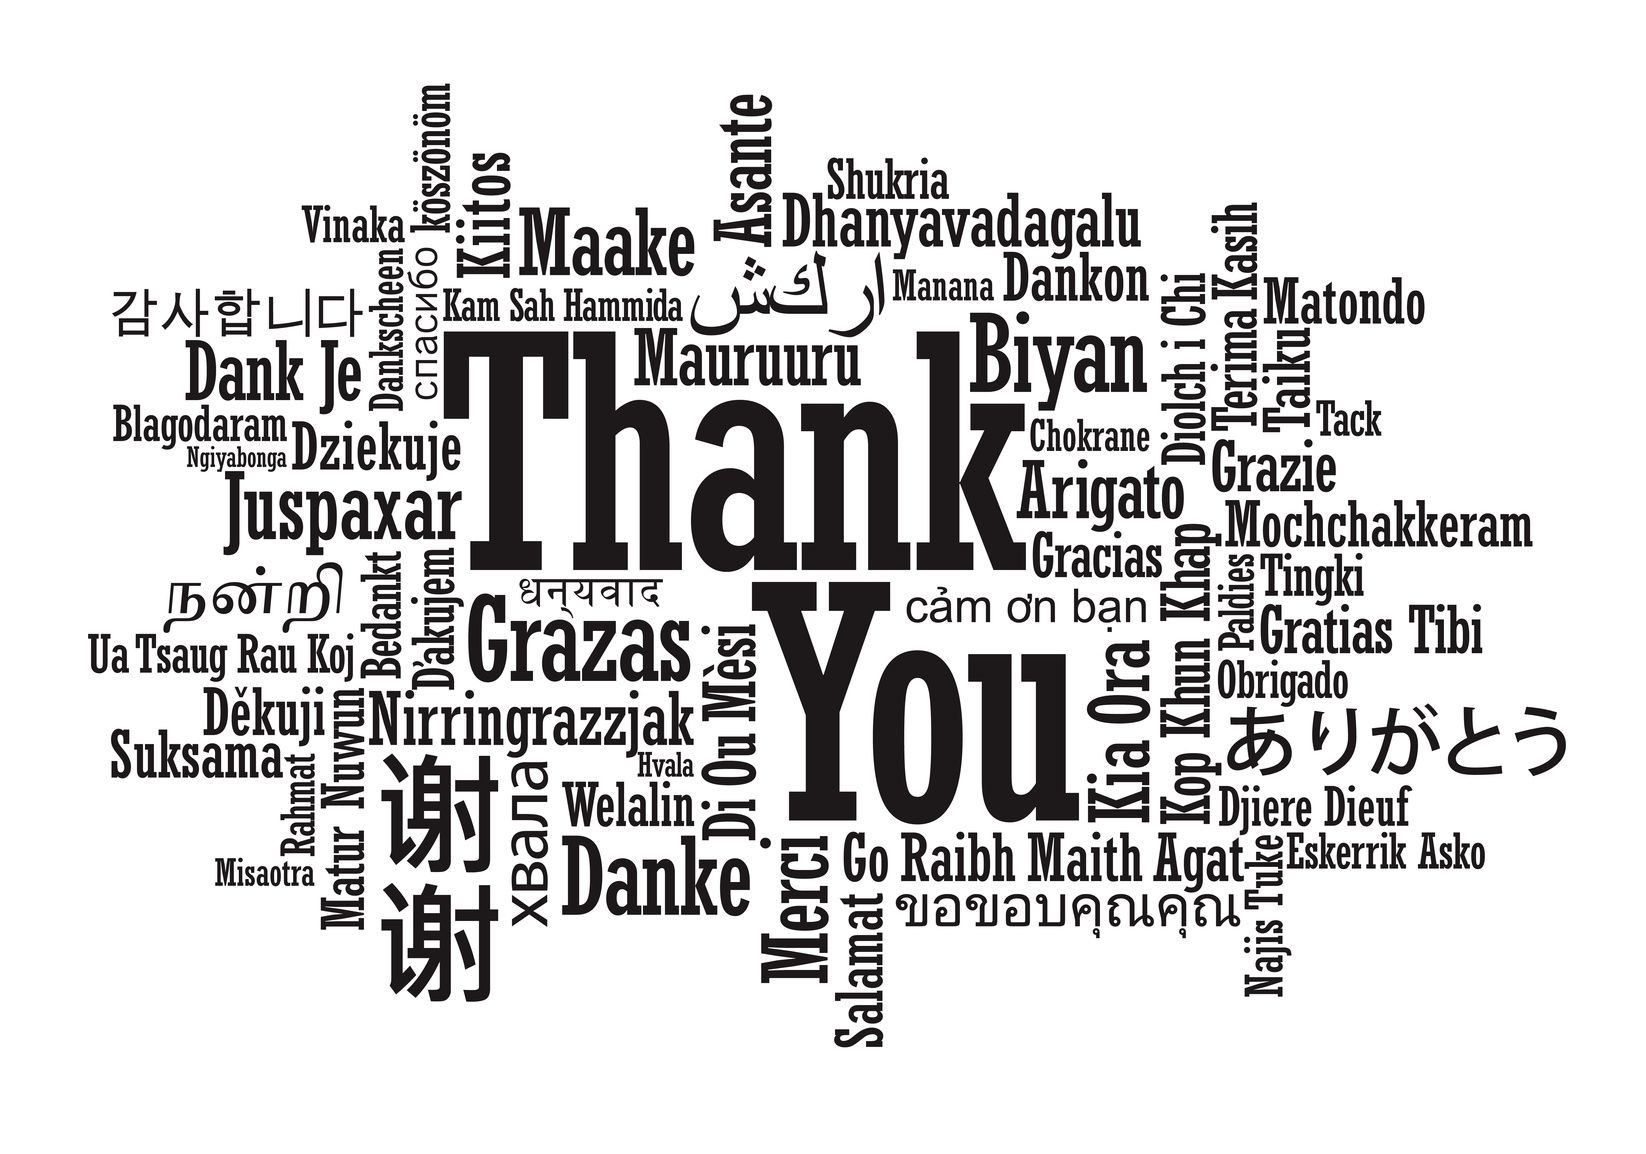 köszönöm
Asante
Kiitos
Shukria
Vinaka
Maake
Dhanyavadagalu
Terima Kasih
спасибо
Dankscheen
Manana
Dankon
Diolch i Chi
Matondo
감사합니다
Kam Sah Hammida
Mauruuru
Biyan
Taiku
Dank Je
Thank
Tack
Blagodaram
Dziekuje
Chokrane
Grazie
Ngiyabonga
Juspaxar
Arigato
Mochchakkeram
Gracias
Kop Khun Khap
Bedankt
D'akujem
Paldies
Tingki
நன்றி
धन्यवाद
You
cảm ơn bạn
Grazas
Gratias Tibi
Ua Tsaug Rau Koj
Di Ou Mèsi
Kia Ora
Obrigado
Děkuji
Matur Nuwun
Nirringrazzjak
ありがとう
Suksama
Rahmat
谢
谢
хвала
Hvala
Welalin
Djiere Dieuf
Danke
Merci
Go Raibh Maith Agat
Najis Tuke
Eskerrik Asko
Misaotra
Salamat
ขอขอบคุณคุณ